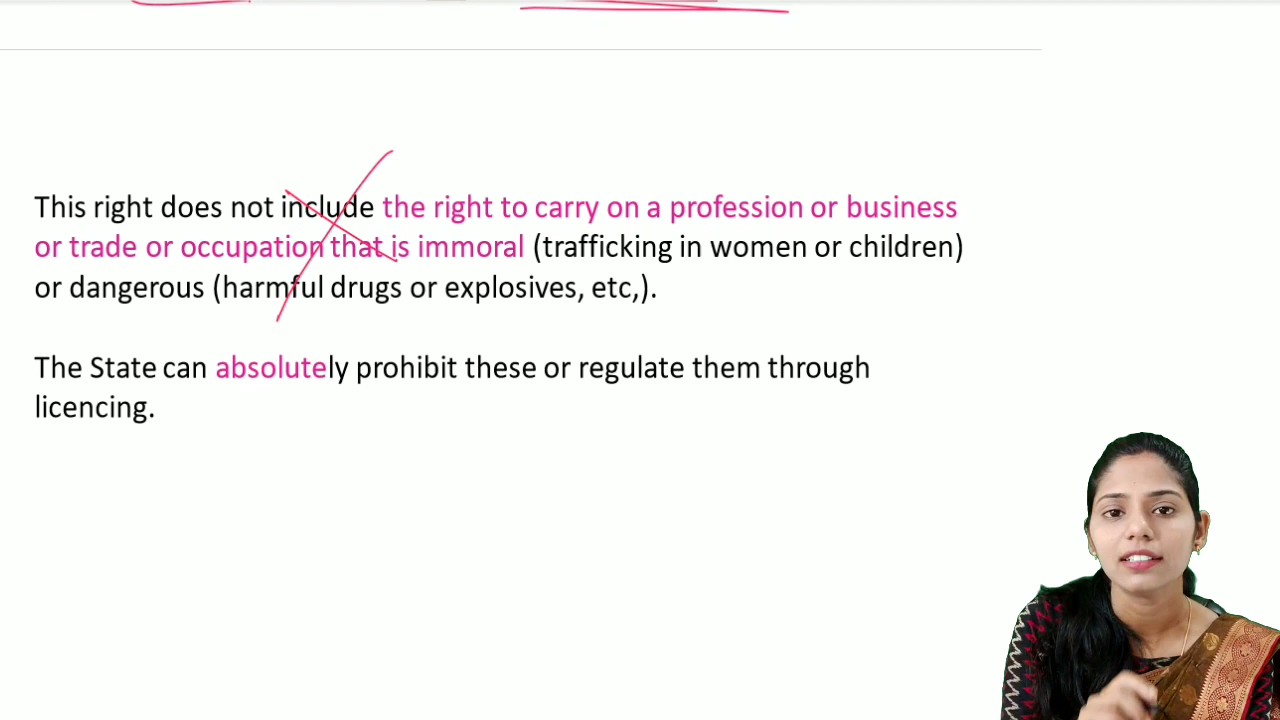 This right does not include the right to carry on a profession or business
or trade or occupation that is immoral (trafficking in women or children)
or dangerous (harmful drugs or explosives, etc,).
The State can absolutely prohibit these or regulate them through
licencing.